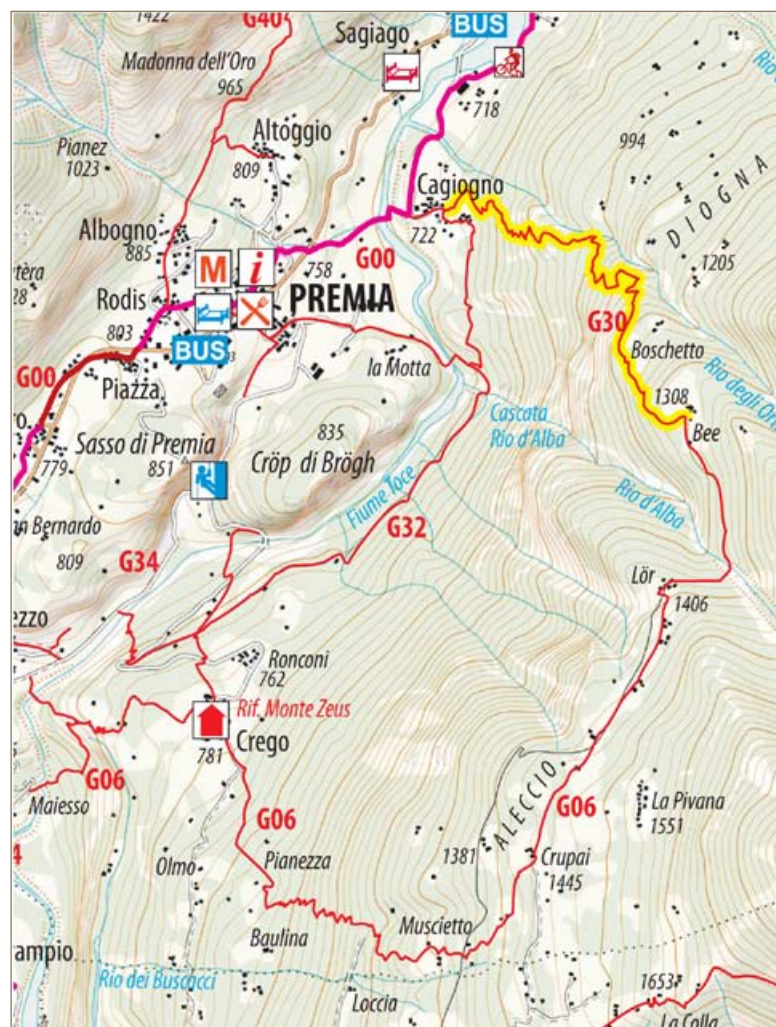 1422
G40
BUS
Sagiago
Madonna dell'Oro
965
718
Altoggio
809
Pianez
1023
994
DIOGNA
Cagiogno
722
Albogno
885
1205
M
i
758
G00
PREMIA
Rodis
803
BUS
G30
Boschetto
1308
G00
Piazza
la Motta
Rio degli Or
Bee
Cascata
Rio d'Alba
779
Sasso di Premia
851
835
Cröp di Brögh
Fiume Toce
Rio d'Alba
n Bernardo
809
G32
G34
Lör
1406
ezzo
Ronconi
762
Rif. Monte Zeus
781
Crego
G06
Maiesso
G06
ALECCIO
G06
La Pivana
1551
Olmo
Pianezza
1381
Crupai
1445
Baulina
Muscietto
rampio
Rio dei Buscacci
Loccia
1653
La Colla